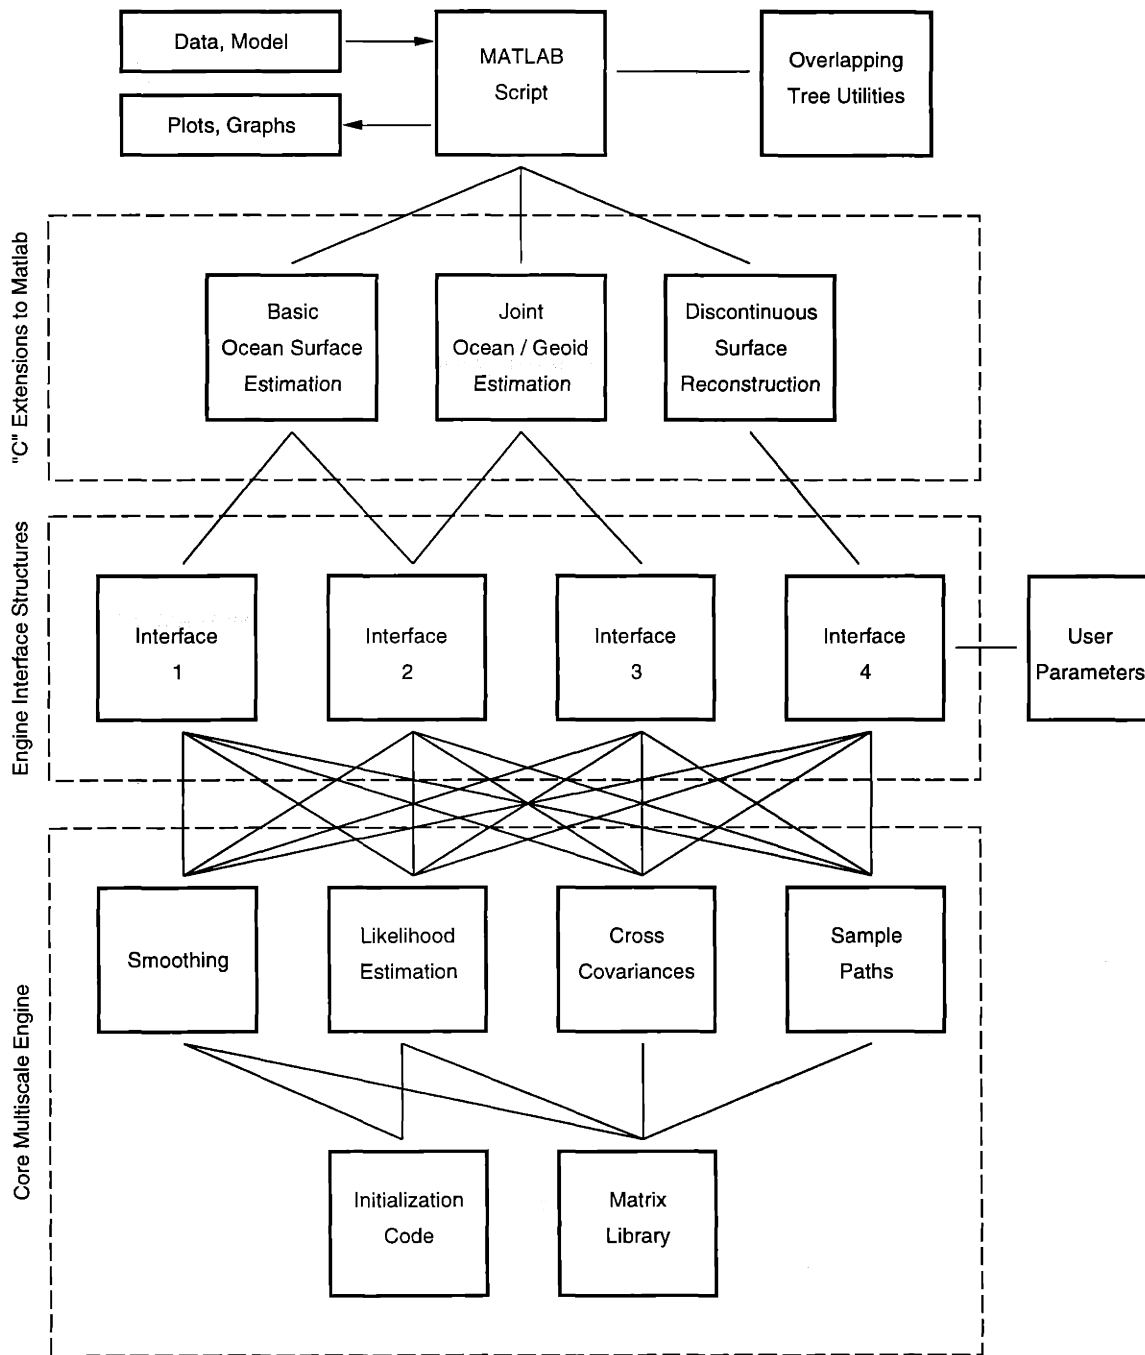 Data, Model
MATLAB
Script
Overlapping
Tree Utilities
Plots, Graphs
"C" Extensions to Matlab
Basic
Ocean Surface
Estimation
Joint
Ocean / Geoid
Estimation
Discontinuous
Surface
Reconstruction
Engine Interface Structures
Interface
1
Interface
2
Interface
3
Interface
4
User
Parameters
Core Multiscale Engine
Smoothing
Likelihood
Estimation
Cross
Covariances
Sample
Paths
Initialization
Code
Matrix
Library